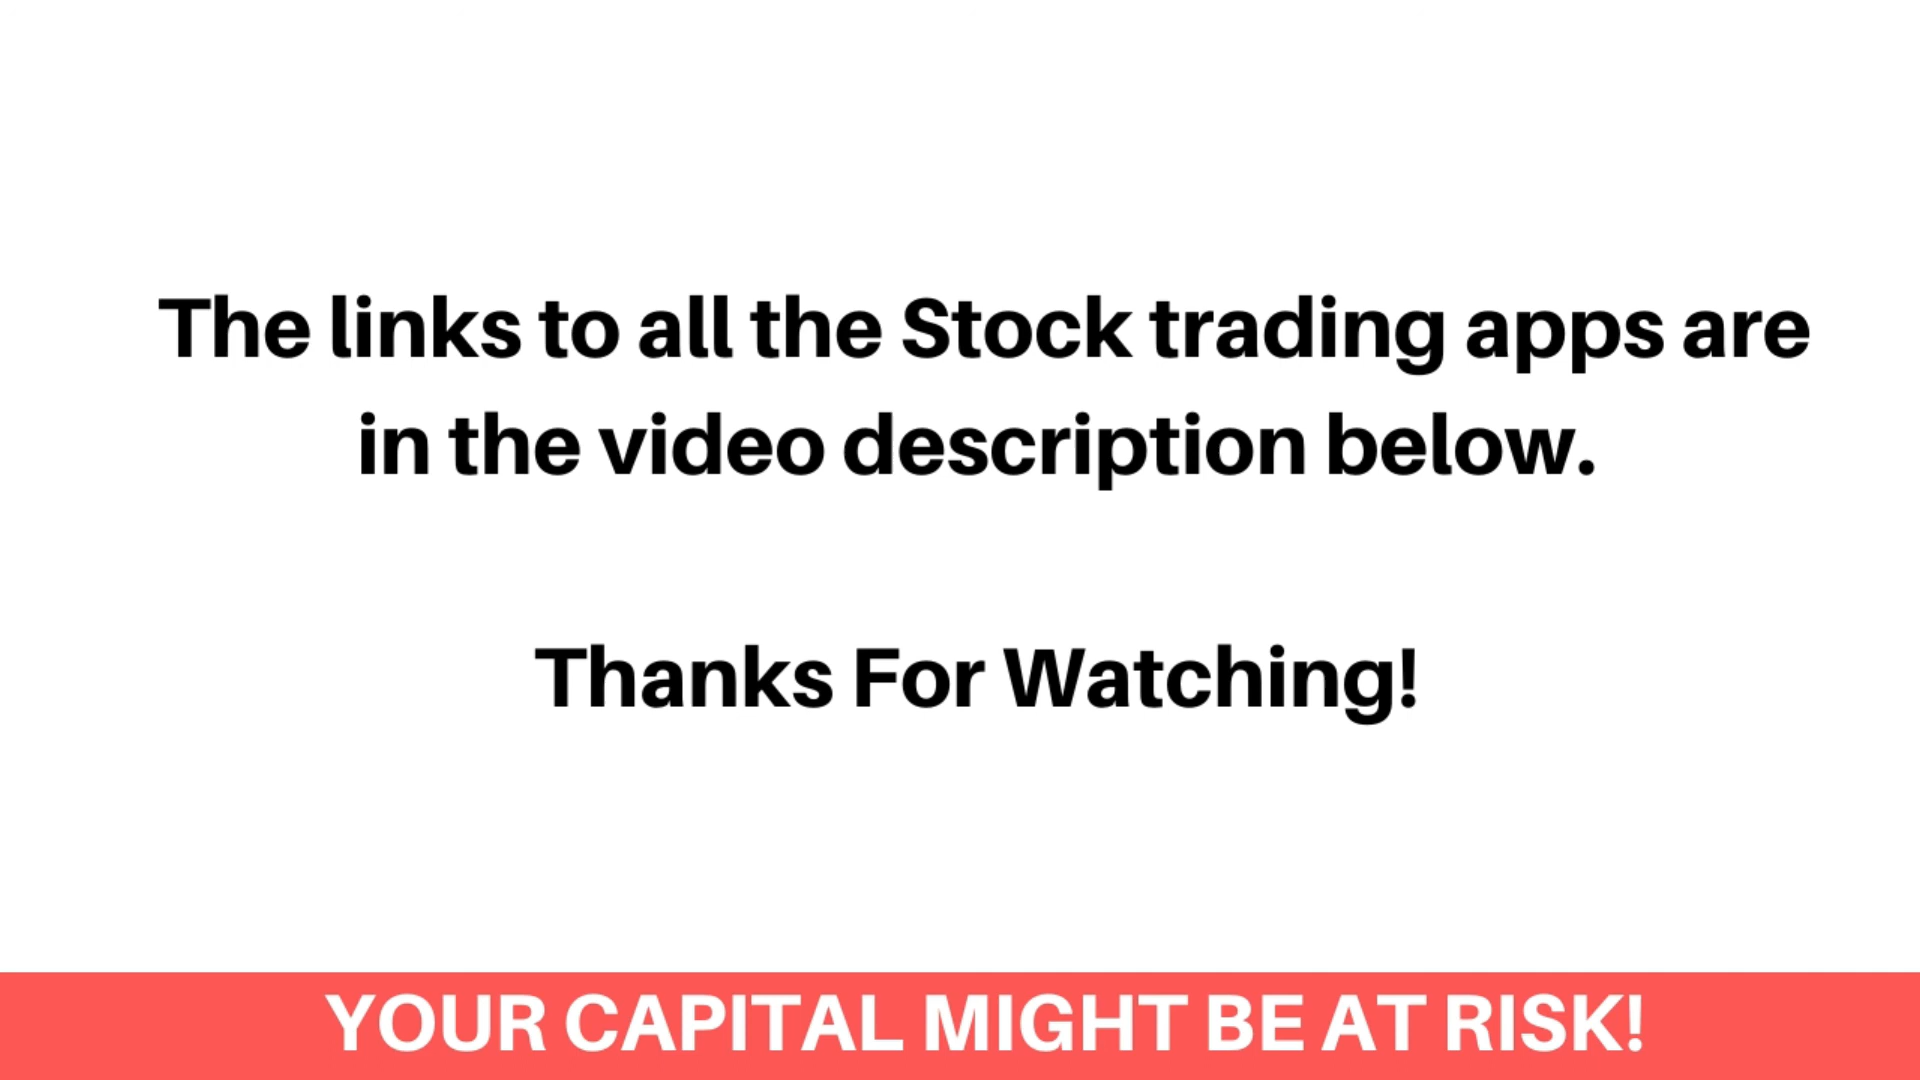 The links to all the Stock trading apps are
in the video description below.
Thanks For Watching!
YOUR CAPITAL MIGHT BE AT RISK!